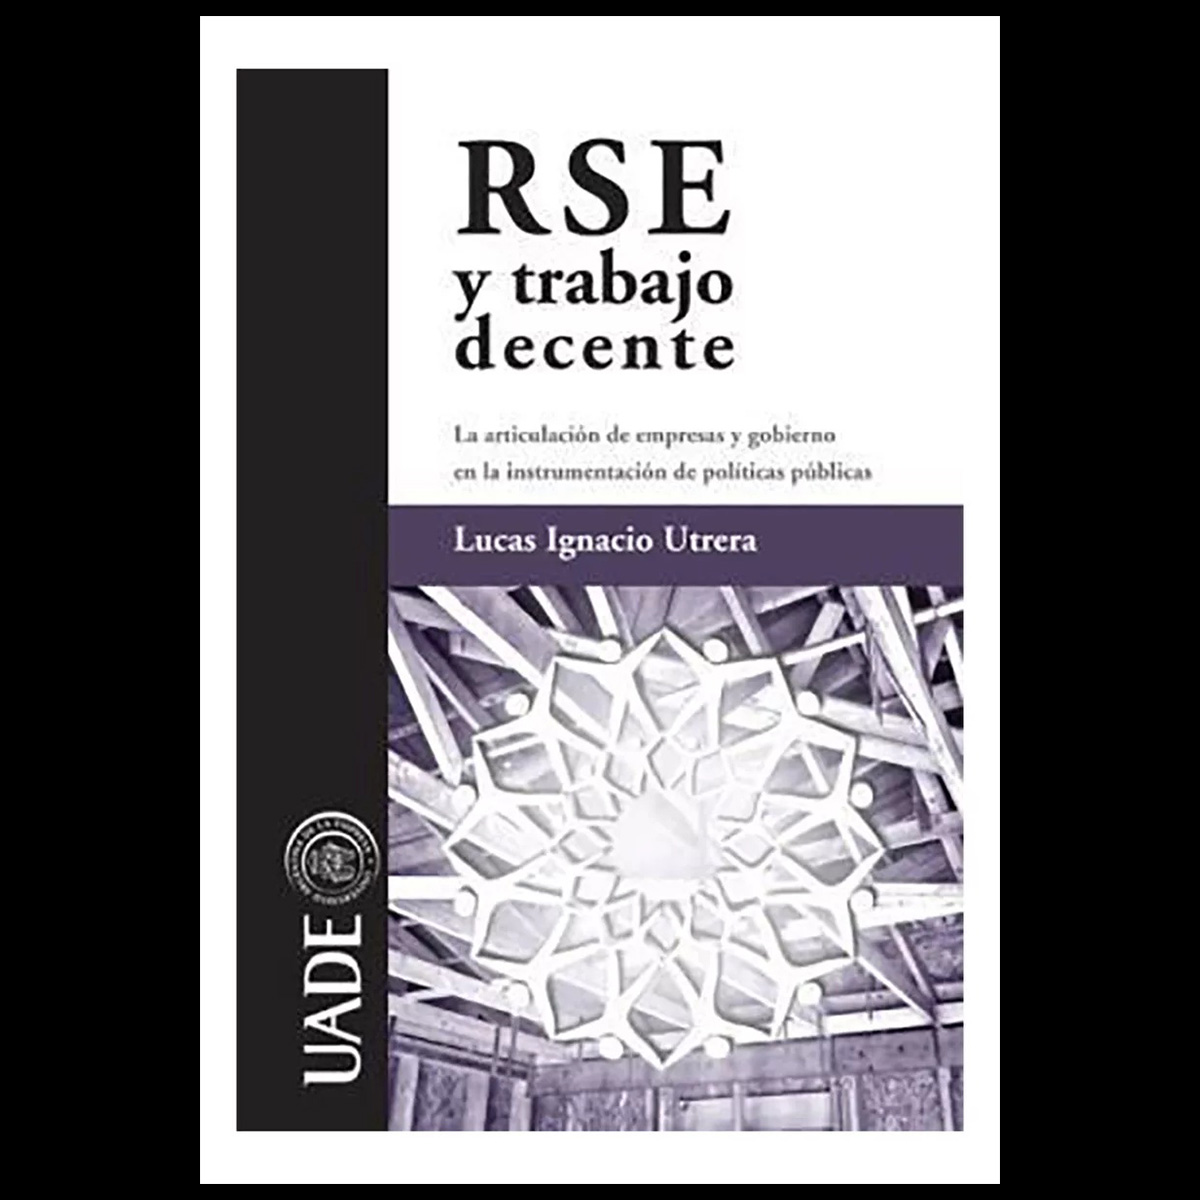 RSE
y trabajo
decente
La articulación de empresas y gobierno
en la instrumentación de políticas públicas
Lucas Ignacio Utrera
UADE